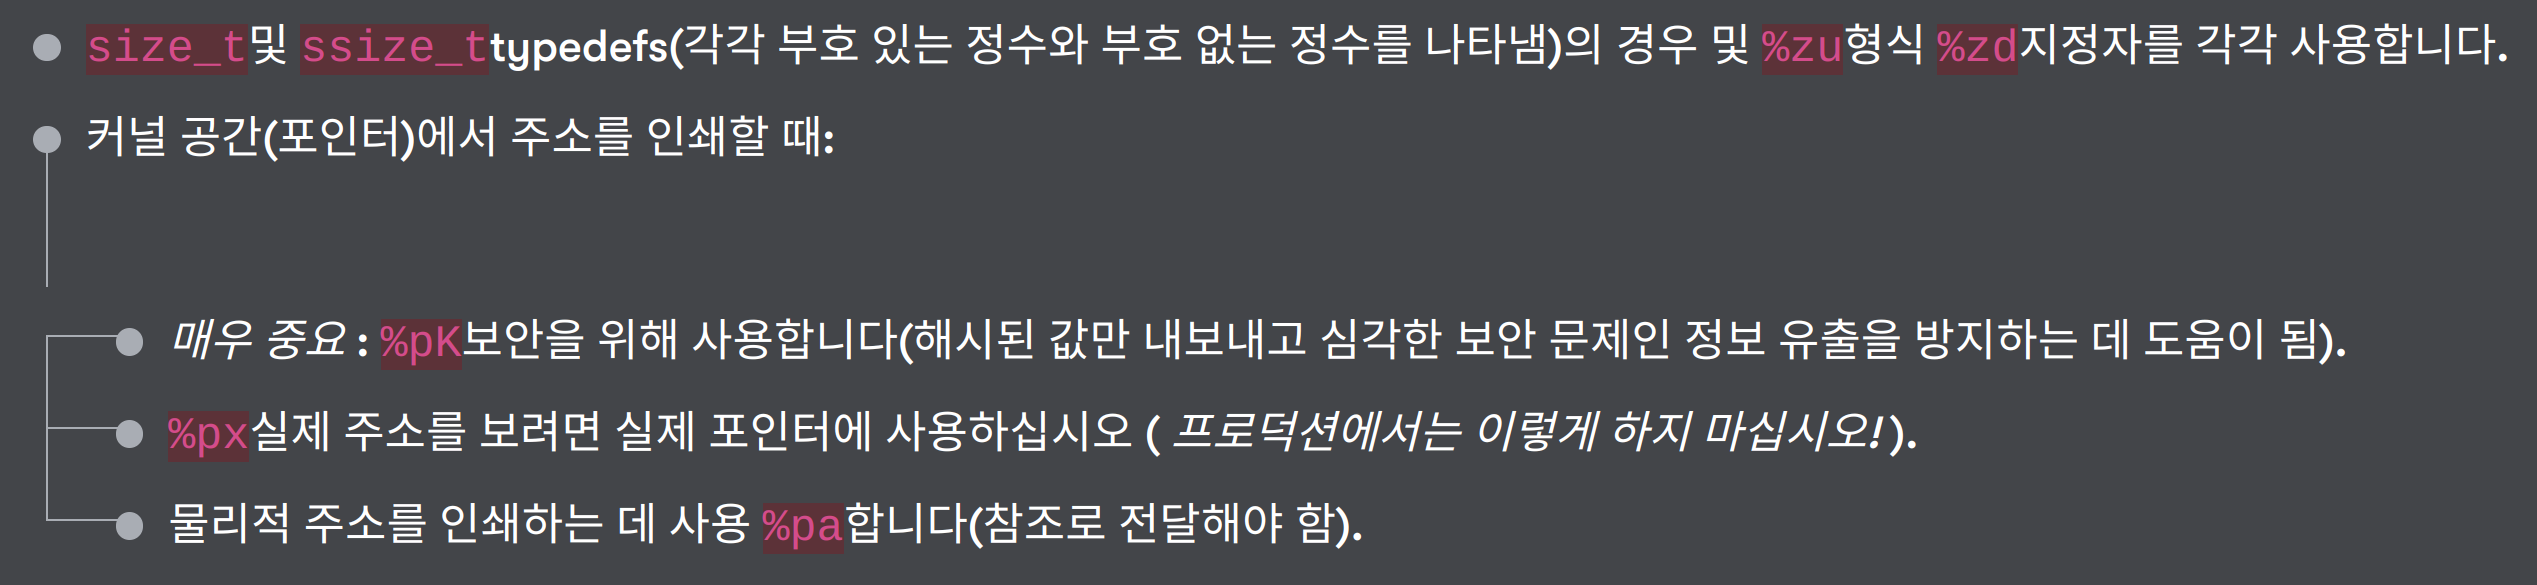 size_t및 ssize_t typedefs(각각 부호 있는 정수와 부호 없는 정수를 나타냄)의 경우 및 %zu형식 %zd지정자를 각각 사용합니다.
커널 공간(포인터)에서 주소를 인쇄할 때:
매우 중요 : %pK보안을 위해 사용합니다(해시된 값만 내보내고 심각한 보안 문제인 정보 유출을 방지하는 데 도움이 됨).
%px실제 주소를 보려면 실제 포인터에 사용하십시오 ( 프로덕션에서는 이렇게 하지 마십시오! ).
물리적 주소를 인쇄하는 데 사용 %pa합니다(참조로 전달해야 함).